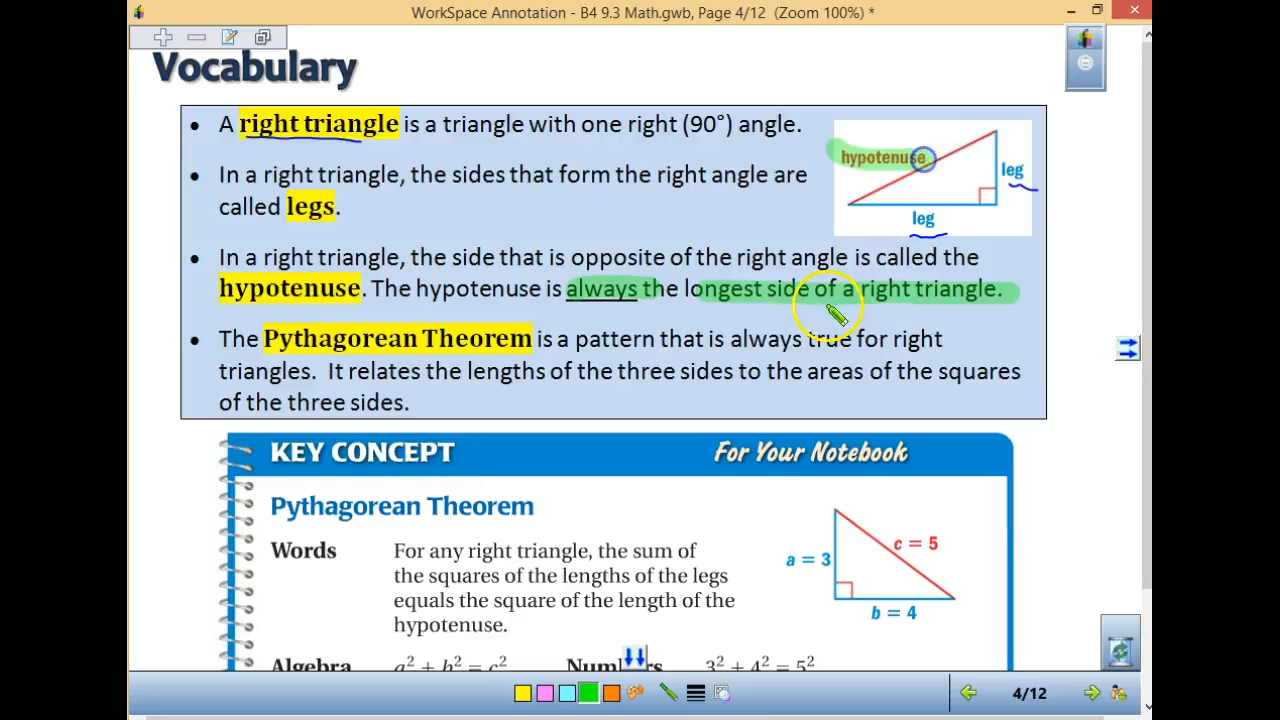 WorkSpace Annotation - B4 9.3 Math.gwb, Page 4/12 (Zoom 100%) *
Vocabulary
• A right triangle is a triangle with one right (90°) angle.
• In a right triangle, the sides that form the right angle are
called legs.
hypotenuse
leg
leg
• In a right triangle, the side that is opposite of the right angle is called the
hypotenuse. The hypotenuse is always the longest side of a right triangle.
• The Pythagorean Theorem is a pattern that is always true for right
triangles. It relates the lengths of the three sides to the areas of the squares
of the three sides.
KEY CONCEPT For Your Notebook
Pythagorean Theorem
Words For any right triangle, the sum of
the squares of the lengths of the legs
equals the square of the length of the
hypotenuse.
a = 3
c = 5
b = 4
Algebra a² + b² = c² Numbers 3² + 4² = 5²
4/12